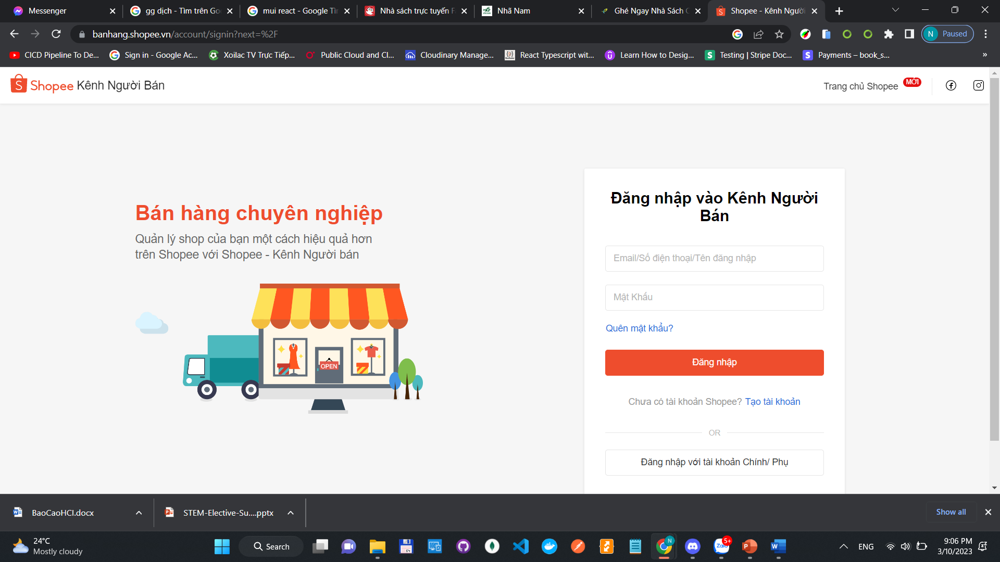 Messenger
gg dịch - Tìm trên Go
mui react - Google Tìm
Nhà sách trực tuyến F
Nhã Nam
Ghé Ngay Nhà Sách C
Shopee - Kênh Người
banhang.shopee.vn/account/signin?next=%2F
N Paused
CICD Pipeline To De...
Sign in - Google Ac...
Xoilac TV Trực Tiếp...
Public Cloud and Cl...
Cloudinary Manage...
React Typescript wit...
Learn How to Desig...
Testing | Stripe Doc...
Payments – book_s...
»
Shopee Kênh Người Bán
Trang chủ Shopee MỚI
Bán hàng chuyên nghiệp
Quản lý shop của bạn một cách hiệu quả hơn
trên Shopee với Shopee - Kênh Người bán
OPEN
Đăng nhập vào Kênh Người
Bán
Email/Số điện thoại/Tên đăng nhập
Mật Khẩu
Quên mật khẩu?
Đăng nhập
Chưa có tài khoản Shopee? Tạo tài khoản
OR
Đăng nhập với tài khoản Chính/ Phụ
BaoCaoHCI.docx
STEM-Elective-Su....pptx
Show all
24°C
Mostly cloudy
Search
64
N
Zalo
5+
ENG
9:06 PM
3/10/2023